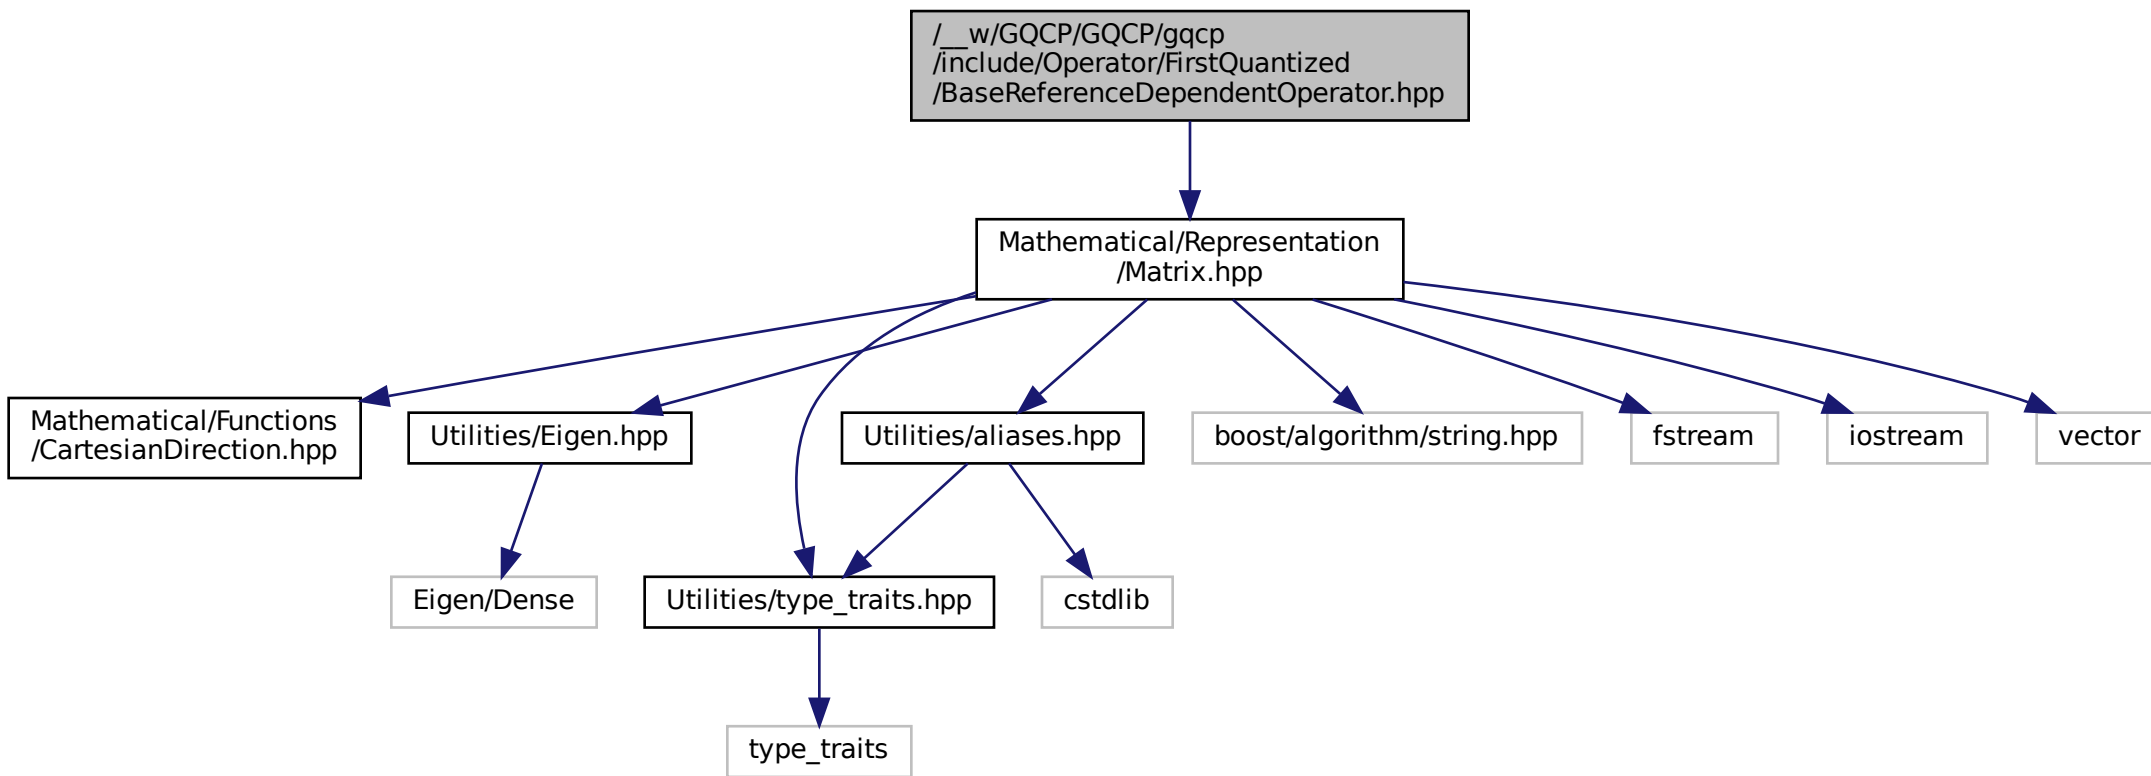 /__w/GQCP/GQCP/gqcp
/include/Operator/FirstQuantized
/BaseReferenceDependentOperator.hpp
Mathematical/Representation
/Matrix.hpp
Mathematical/Functions
/CartesianDirection.hpp
Utilities/Eigen.hpp
Utilities/aliases.hpp
boost/algorithm/string.hpp
fstream
iostream
vector
Eigen/Dense
Utilities/type_traits.hpp
cstdlib
type_traits